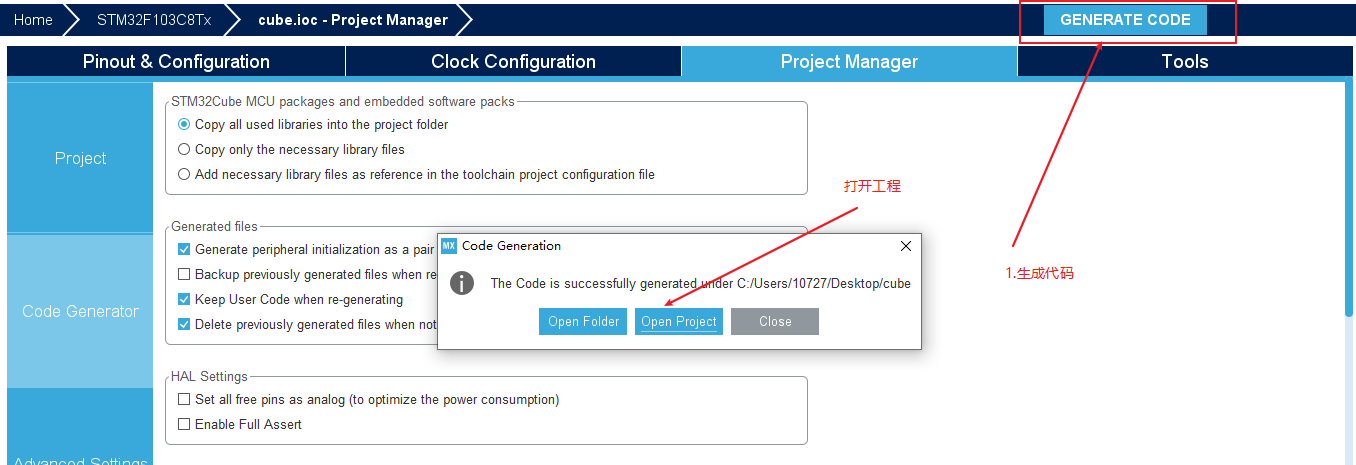 Home STM32F103C8Tx cube.ioc - Project Manager GENERATE CODE
Pinout & Configuration Clock Configuration Project Manager Tools
STM32Cube MCU packages and embedded software packs
Copy all used libraries into the project folder
Copy only the necessary library files
Add necessary library files as reference in the toolchain project configuration file
Project
打开工程
1.生成代码
Generated files
Generate peripheral initialization as a pair
Backup previously generated files when re
Keep User Code when re-generating
Delete previously generated files when not
Code Generator
MX Code Generation
The Code is successfully generated under C:/Users/10727/Desktop/cube
Open Folder Open Project Close
HAL Settings
Set all free pins as analog (to optimize the power consumption)
Enable Full Assert
Advanced Settings